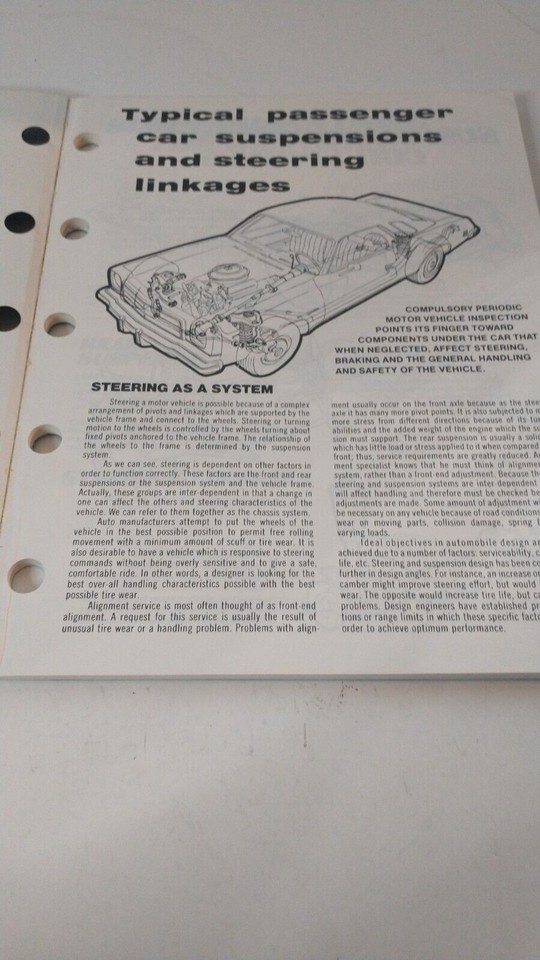 Typical passenger
car suspensions
and steering
linkages
COMPULSORY PERIODIC
MOTOR VEHICLE INSPECTION
POINTS ITS FINGER TOWARD
COMPONENTS UNDER THE CAR THAT
WHEN NEGLECTED, AFFECT STEERING,
BRAKING AND THE GENERAL HANDLING
AND SAFETY OF THE VEHICLE.
STEERING AS A SYSTEM
Steering a motor vehicle is possible because of a complex
arrangement of pivots and linkages which are supported by the
vehicle frame and connect to the wheels. Steering or turning
motion to the wheels is controlled by the wheels turning about
fixed pivots anchored to the vehicle frame. The relationship of
the wheels to the frame is determined by the suspension
system.
As we can see, steering is dependent on other factors in
order to function correctly. These factors are the front and rear
suspensions or the suspension system and the vehicle frame.
Actually, these groups are inter-dependent in that a change in
one can affect the others and steering characteristics of the
vehicle. We can refer to them together as the chassis system.
Auto manufacturers attempt to put the wheels of the
vehicle in the best possible position to permit free rolling
movement with a minimum amount of scuff or tire wear. It is
also desirable to have a vehicle which is responsive to steering
commands without being overly sensitive and to give a safe,
comfortable ride. In other words, a designer is looking for the
best over-all handling characteristics possible with the best
possible tire wear.
Alignment service is most often thought of as front-end
alignment. A request for this service is usually the result of
unusual tire wear or a handling problem. Problems with align-
ment usually occur on the front axle because as the
axle it has many more pivot points. It is also subjected to
more stress from different directions because of its
abilities and the added weight of the engine which the
sion must support. The rear suspension is usually a
which has little load or stress applied to it when compared
front; thus, service requirements are greatly reduced.
ment specialist knows that he must think of
system, rather than a front-end adjustment. Because
steering and suspension systems are inter-dependent
will affect handling and therefore must be checked
adjustments are made. Some amount of adjustment
be necessary on any vehicle because of road conditions
wear on moving parts, collision damage, spring
varying loads.
Ideal objectives in automobile design
achieved due to a number of factors: serviceability,
life, etc. Steering and suspension design has been
further in design angles. For instance, an increase
camber might improve steering effort, but would
wear. The opposite would increase tire life, but
problems. Design engineers have established
tions or range limits in which these specific
order to achieve optimum performance.